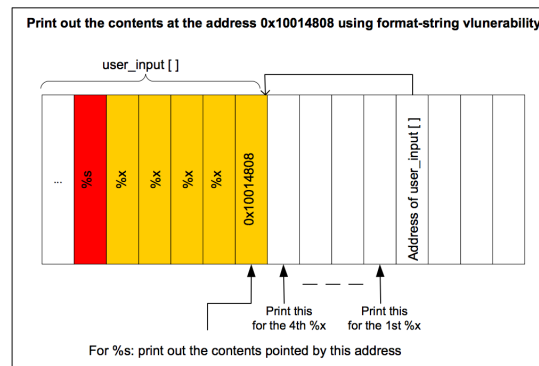 Print out the contents at the address 0x10014808 using format-string vlunerability
user_input [ ]
...
%s
%x
%x
%x
%x
0x10014808
Address of user_input [ ]
Print this
for the 4th %x
Print this
for the 1st %x
For %s: print out the contents pointed by this address